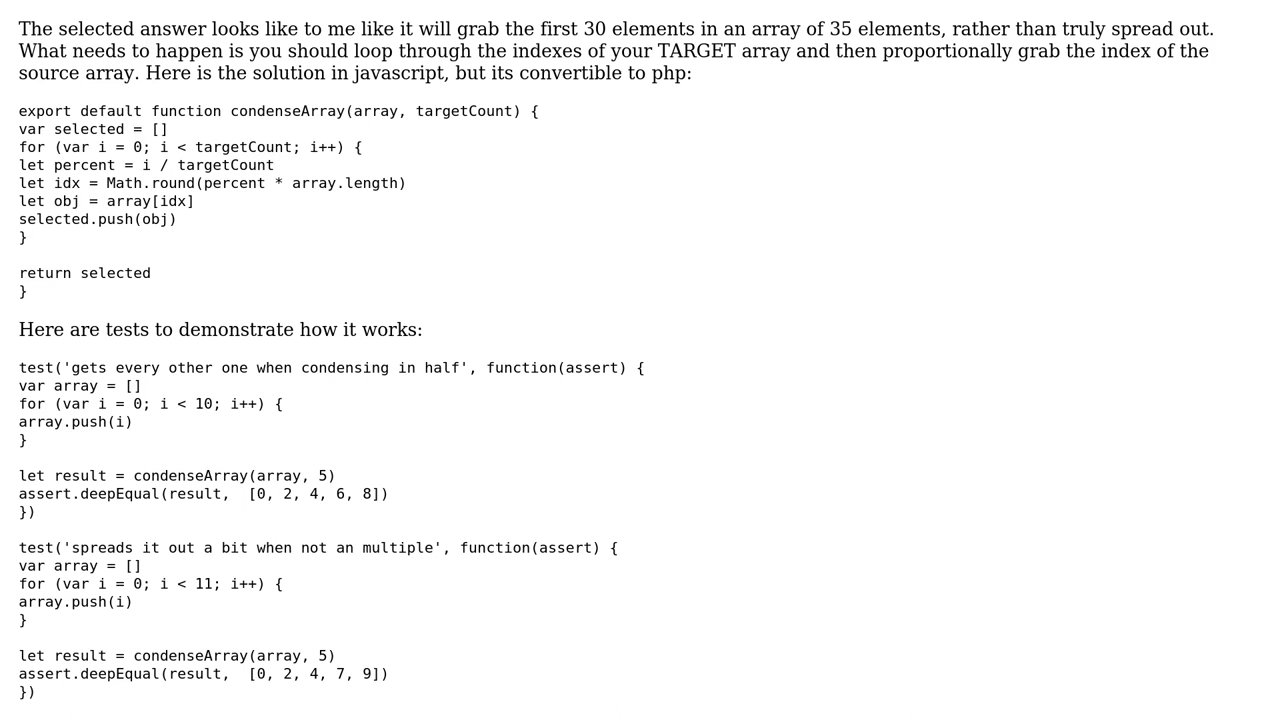 The selected answer looks like to me like it will grab the first 30 elements in an array of 35 elements, rather than truly spread out.
What needs to happen is you should loop through the indexes of your TARGET array and then proportionally grab the index of the
source array. Here is the solution in javascript, but its convertible to php:
export default function condenseArray(array, targetCount) {
var selected = []
for (var i = 0; i < targetCount; i++) {
let percent = i / targetCount
let idx = Math.round(percent * array.length)
let obj = array[idx]
selected.push(obj)
}
return selected
}
Here are tests to demonstrate how it works:
test('gets every other one when condensing in half', function(assert) {
var array = []
for (var i = 0; i < 10; i++) {
array.push(i)
}
let result = condenseArray(array, 5)
assert.deepEqual(result,  [0, 2, 4, 6, 8])
})
test('spreads it out a bit when not an multiple', function(assert) {
var array = []
for (var i = 0; i < 11; i++) {
array.push(i)
}
let result = condenseArray(array, 5)
assert.deepEqual(result,  [0, 2, 4, 7, 9])
})